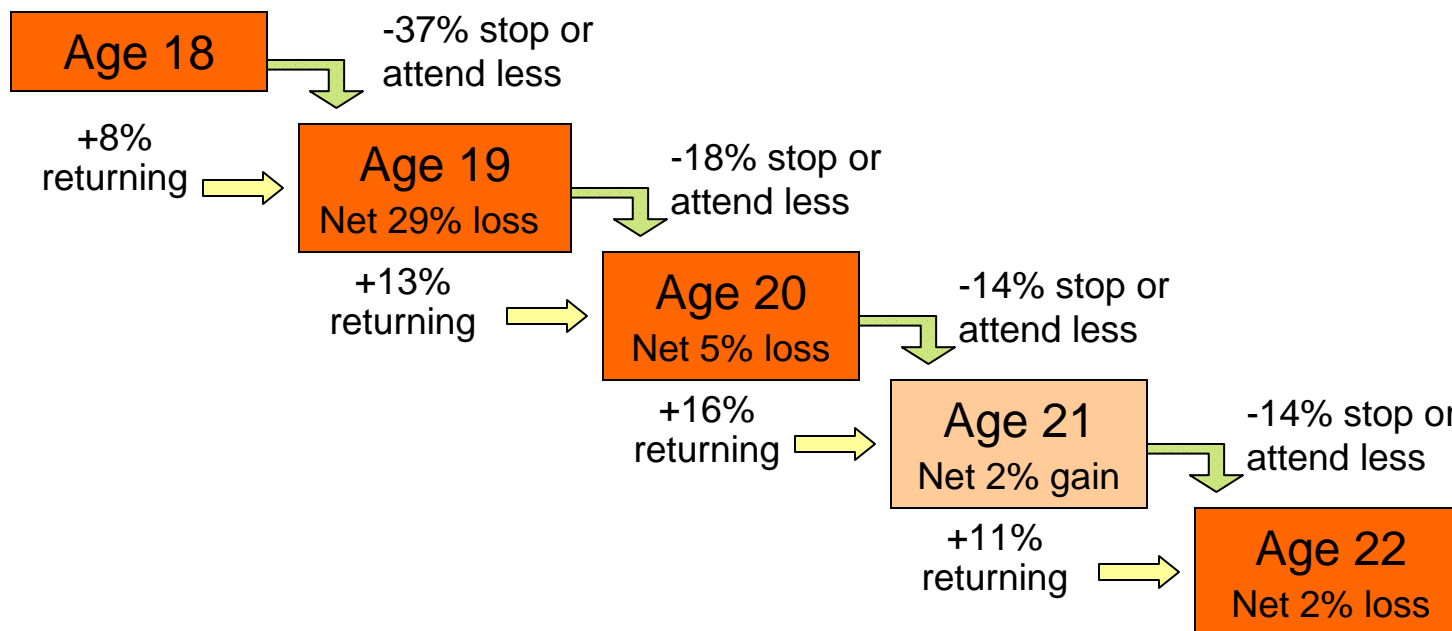 Age 18
-37% stop or
attend less
+8%
returning
Age 19
Net 29% loss
-18% stop or
attend less
+13%
returning
Age 20
Net 5% loss
-14% stop or
attend less
+16%
returning
Age 21
Net 2% gain
-14% stop or
attend less
+11%
returning
Age 22
Net 2% loss